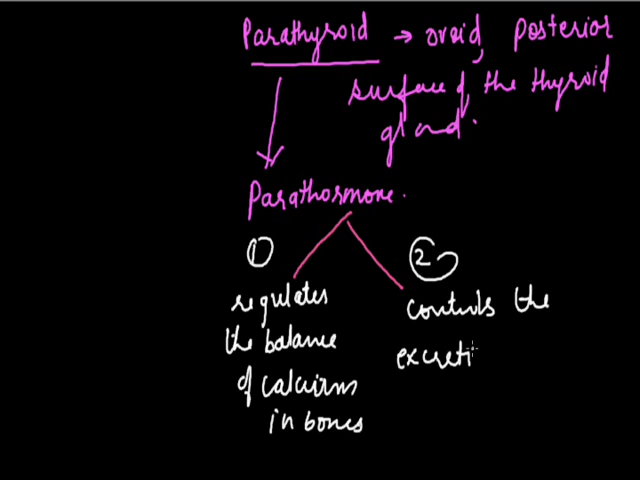 Parathyroid → ovoid, posterior
surface of the thyroid
gland.
Parathormone.
1
regulates
the balance
of calcium
in bones
2
controls the
excreti